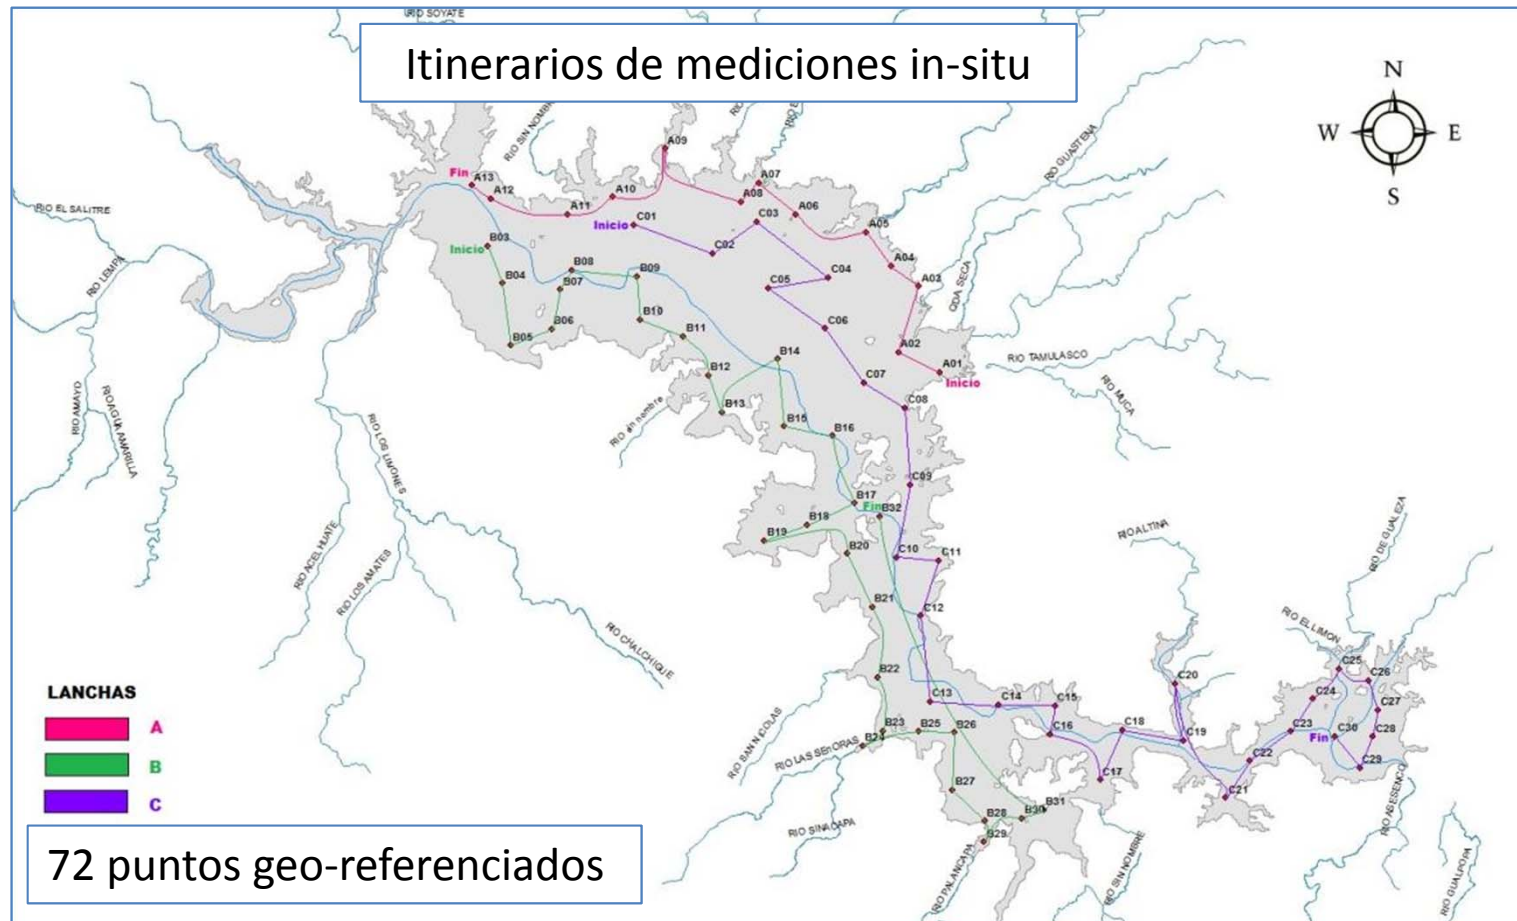 RIO SOYATE
Itinerarios de mediciones in-situ
N
W
E
S
RIO SIN NOMBRE
RIO GUASTENA
A09
Fin
A13
A12
A11
A10
A08
A07
A06
A05
A04
A03
A02
A01
Inicio
Inicio
C01
C02
C03
C04
C05
C06
C07
C08
C09
C10
C11
C12
C13
C14
C15
C16
C17
C18
C19
C20
C21
C22
C23
C24
C25
C26
C27
C28
C29
Fin
C30
Inicio
B03
B04
B05
B06
B07
B08
B09
B10
B11
B12
B13
B14
B15
B16
B17
Fin
B32
B18
B19
B20
B21
B22
B23
B24
B25
B26
B27
B28
B29
B30
B31
RIO EL SALITRE
RIO LEMPA
QDA SECA
RIO TAMULASCO
RIO MUCA
RIO AMAYO
RIO AGUA AMARILLA
RIO LOS LIMONES
RIO sin nombre
RIO ACELHUATE
RIO LOS AMATES
RIO CHALCHIGUE
RIO ALTINA
RIO DE GUALEZA
RIO EL LIMON
RIO SAN NICOLAS
RIO LAS SEnORAS
RIO SINACAPA
RIO PALANCAPA
RIO SIN NOMBRE
RIO ASESENCO
RIO GUALPOPA
LANCHAS
A
B
C
72 puntos geo-referenciados